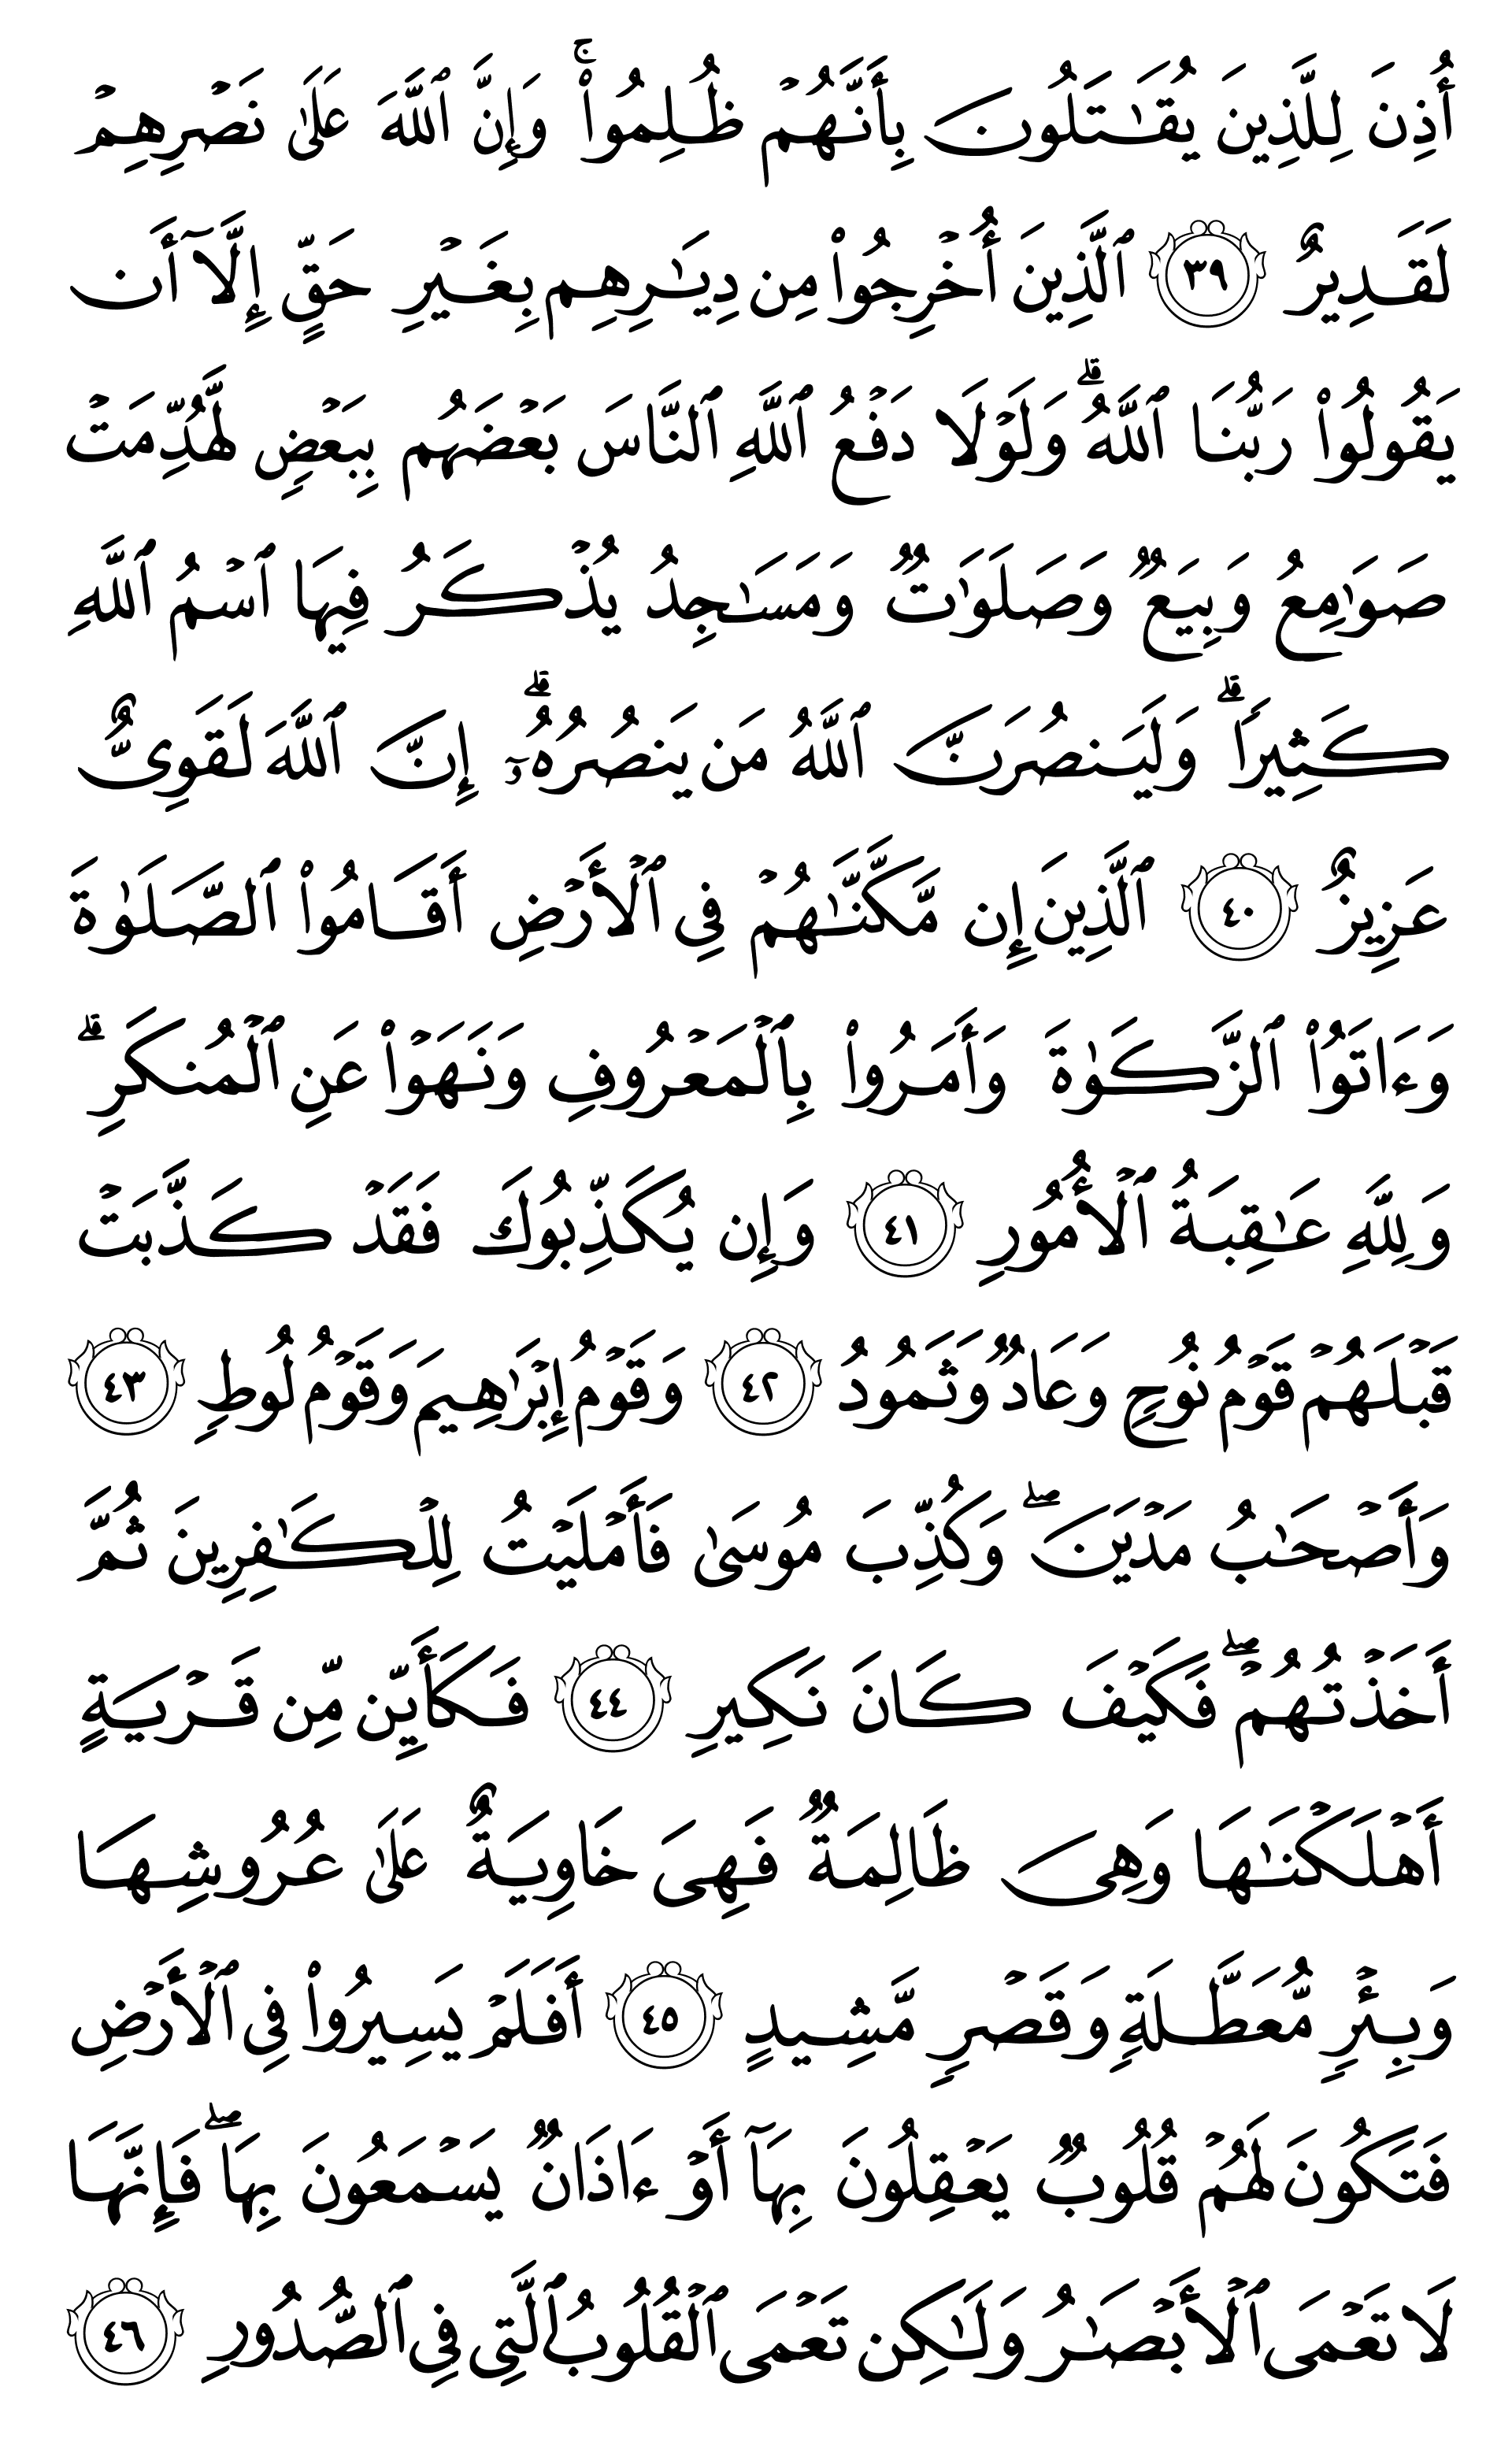 أُذِنَ لِلَّذِينَ يُقَـٰتَلُونَ بِأَنَّهُمْ ظُلِمُوا۟ ۚ وَإِنَّ ٱللَّهَ عَلَىٰ نَصْرِهِمْ
لَقَدِيرٌ ٣٩ ٱلَّذِينَ أُخْرِجُوا۟ مِن دِيَـٰرِهِم بِغَيْرِ حَقٍّ إِلَّآ أَن
يَقُولُوا۟ رَبُّنَا ٱللَّهُ ۗ وَلَوْلَا دَفْعُ ٱللَّهِ ٱلنَّاسَ بَعْضَهُم بِبَعْضٍ لَّهُدِّمَتْ
صَوَٰمِعُ وَبِيَعٌ وَصَلَوَٰتٌ وَمَسَـٰجِدُ يُذْكَرُ فِيهَا ٱسْمُ ٱللَّهِ
كَثِيرًا ۗ وَلَيَنصُرَنَّ ٱللَّهُ مَن يَنصُرُهُۥٓ ۗ إِنَّ ٱللَّهَ لَقَوِىٌّ
عَزِيزٌ ٤٠ ٱلَّذِينَ إِن مَّكَّنَّـٰهُمْ فِى ٱلْأَرْضِ أَقَامُوا۟ ٱلصَّلَوٰةَ
وَءَاتَوُا۟ ٱلزَّكَوٰةَ وَأَمَرُوا۟ بِٱلْمَعْرُوفِ وَنَهَوْا۟ عَنِ ٱلْمُنكَرِ ۗ
وَلِلَّهِ عَـٰقِبَةُ ٱلْأُمُورِ ٤١ وَإِن يُكَذِّبُوكَ فَقَدْ كَذَّبَتْ
قَبْلَهُمْ قَوْمُ نُوحٍ وَعَادٌ وَثَمُودُ ٤٢ وَقَوْمُ إِبْرَٰهِيمَ وَقَوْمُ لُوطٍ ٤٣
وَأَصْحَـٰبُ مَدْيَنَ ۖ وَكُذِّبَ مُوسَىٰ فَأَمْلَيْتُ لِلْكَـٰفِرِينَ ثُمَّ
أَخَذْتُهُمْ ۖ فَكَيْفَ كَانَ نَكِيرِ ٤٤ فَكَأَيِّن مِّن قَرْيَةٍ
أَهْلَكْنَـٰهَا وَهِىَ ظَالِمَةٌ فَهِىَ خَاوِيَةٌ عَلَىٰ عُرُوشِهَا
وَبِئْرٍ مُّعَطَّلَةٍ وَقَصْرٍ مَّشِيدٍ ٤٥ أَفَلَمْ يَسِيرُوا۟ فِى ٱلْأَرْضِ
فَتَكُونَ لَهُمْ قُلُوبٌ يَعْقِلُونَ بِهَآ أَوْ ءَاذَانٌ يَسْمَعُونَ بِهَا ۖ فَإِنَّهَا
لَا تَعْمَى ٱلْأَبْصَـٰرُ وَلَـٰكِن تَعْمَى ٱلْقُلُوبُ ٱلَّتِى فِى ٱلصُّدُورِ ٤٦